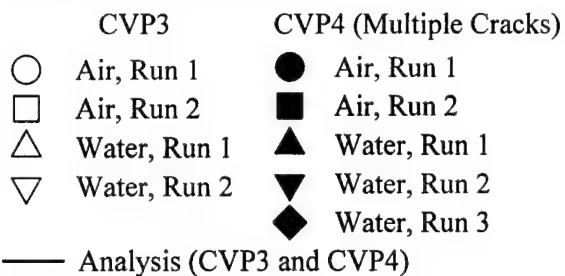 CVP3 CVP4 (Multiple Cracks)
Air, Run 1 Air, Run 1
Air, Run 2 Air, Run 2
Water, Run 1 Water, Run 1
Water, Run 2 Water, Run 2
Water, Run 3
Analysis (CVP3 and CVP4)